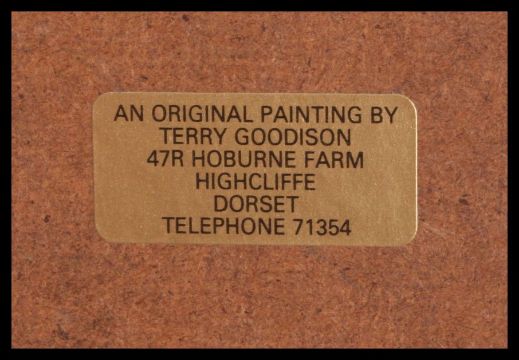 AN ORIGINAL PAINTING BY
TERRY GOODISON
47R HOBURNE FARM
HIGHCLIFFE
DORSET
TELEPHONE 71354